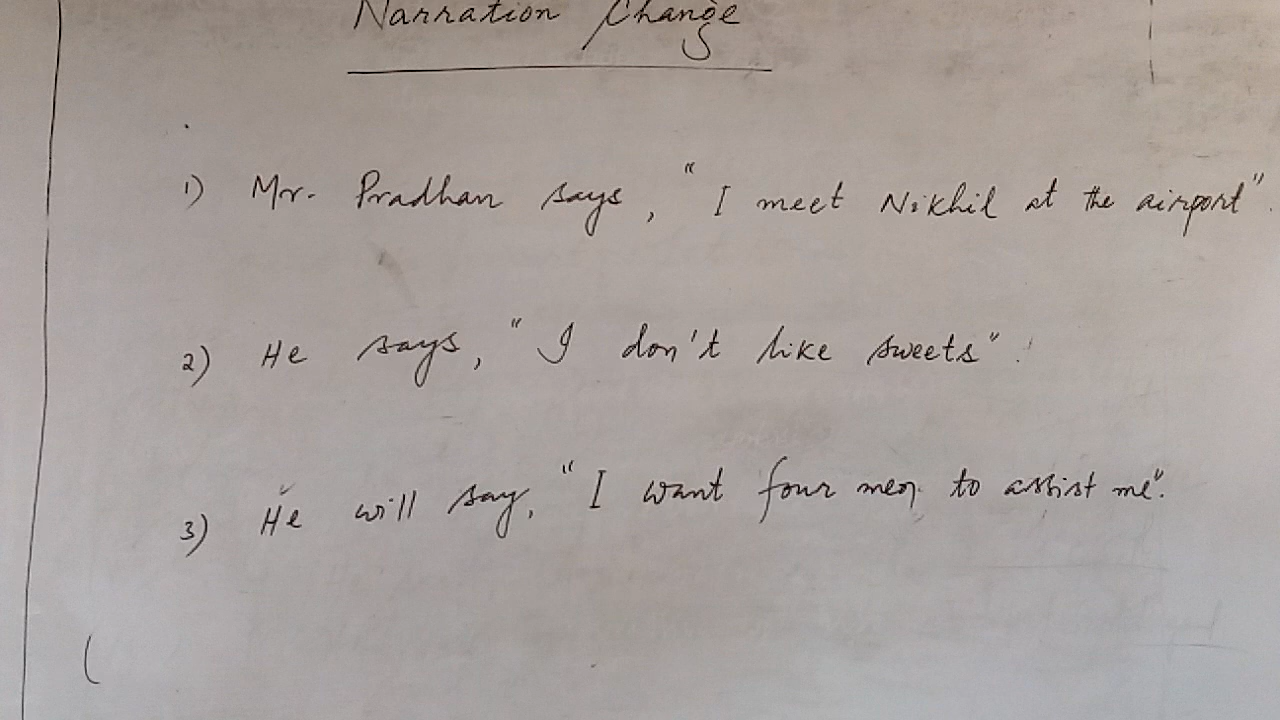 Narration Change
1) Mr. Pradhan says, "I meet Nikhil at the airport".
2) He says, "I don't like sweets".
3) He will say, "I want four men to assist me".
(